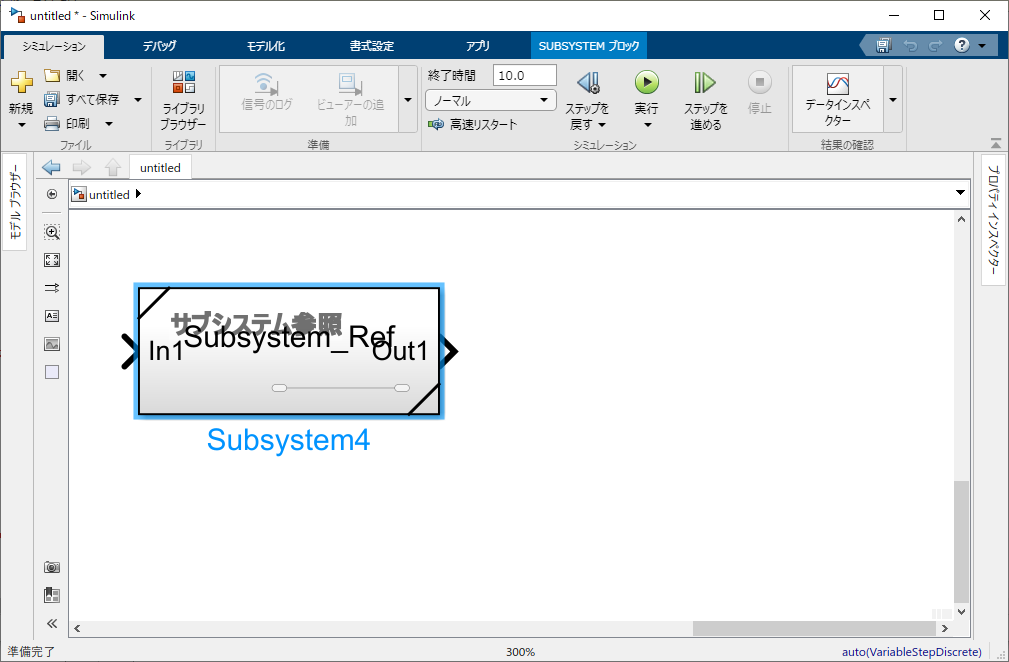 untitled * - Simulink
シミュレーション
デバッグ
モデル化
書式設定
アプリ
SUBSYSTEM ブロック
新規
開く
すべて保存
印刷
ファイル
ライブラリ
ブラウザー
ライブラリ
信号のログ
ビューアーの追
加
準備
終了時間
10.0
ノーマル
高速リスタート
ステップを
戻す
実行
ステップを
進める
停止
シミュレーション
データインスペ
クター
結果の確認
モデル ブラウザー
untitled
untitled
プロパティ インスペクター
サブシステム参照
Subsystem_Ref
In1
Out1
Subsystem4
準備完了
300%
auto(VariableStepDiscrete)